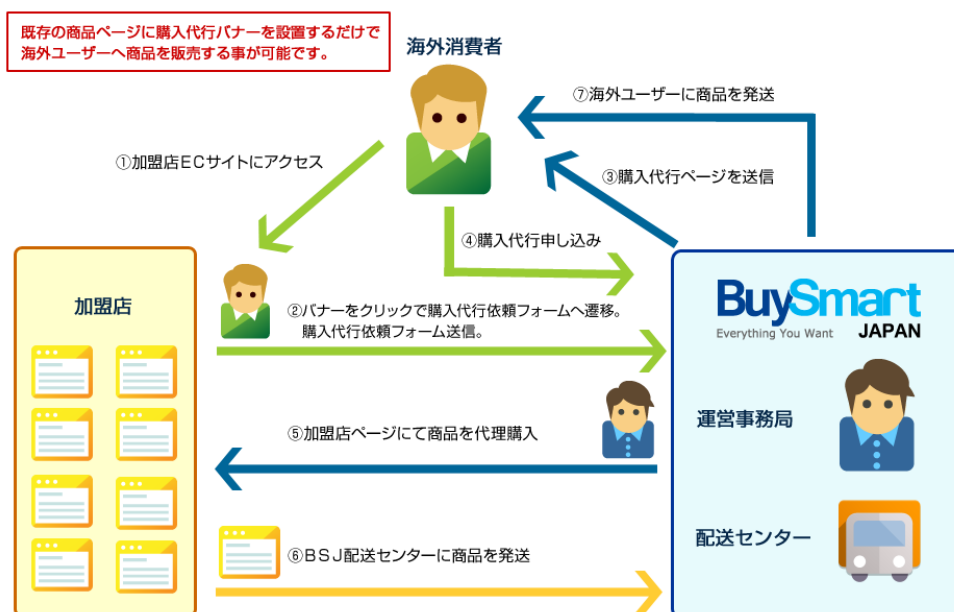 既存の商品ページに購入代行バナーを設置するだけで
海外ユーザーへ商品を販売する事が可能です。
海外消費者
⑦海外ユーザーに商品を発送
①加盟店ECサイトにアクセス
③購入代行ページを送信
④購入代行申し込み
加盟店
②バナーをクリックで購入代行依頼フォームへ遷移。
購入代行依頼フォーム送信。
BuySmart
Everything You Want JAPAN
運営事務局
⑤加盟店ページにて商品を代理購入
配送センター
⑥BSJ配送センターに商品を発送